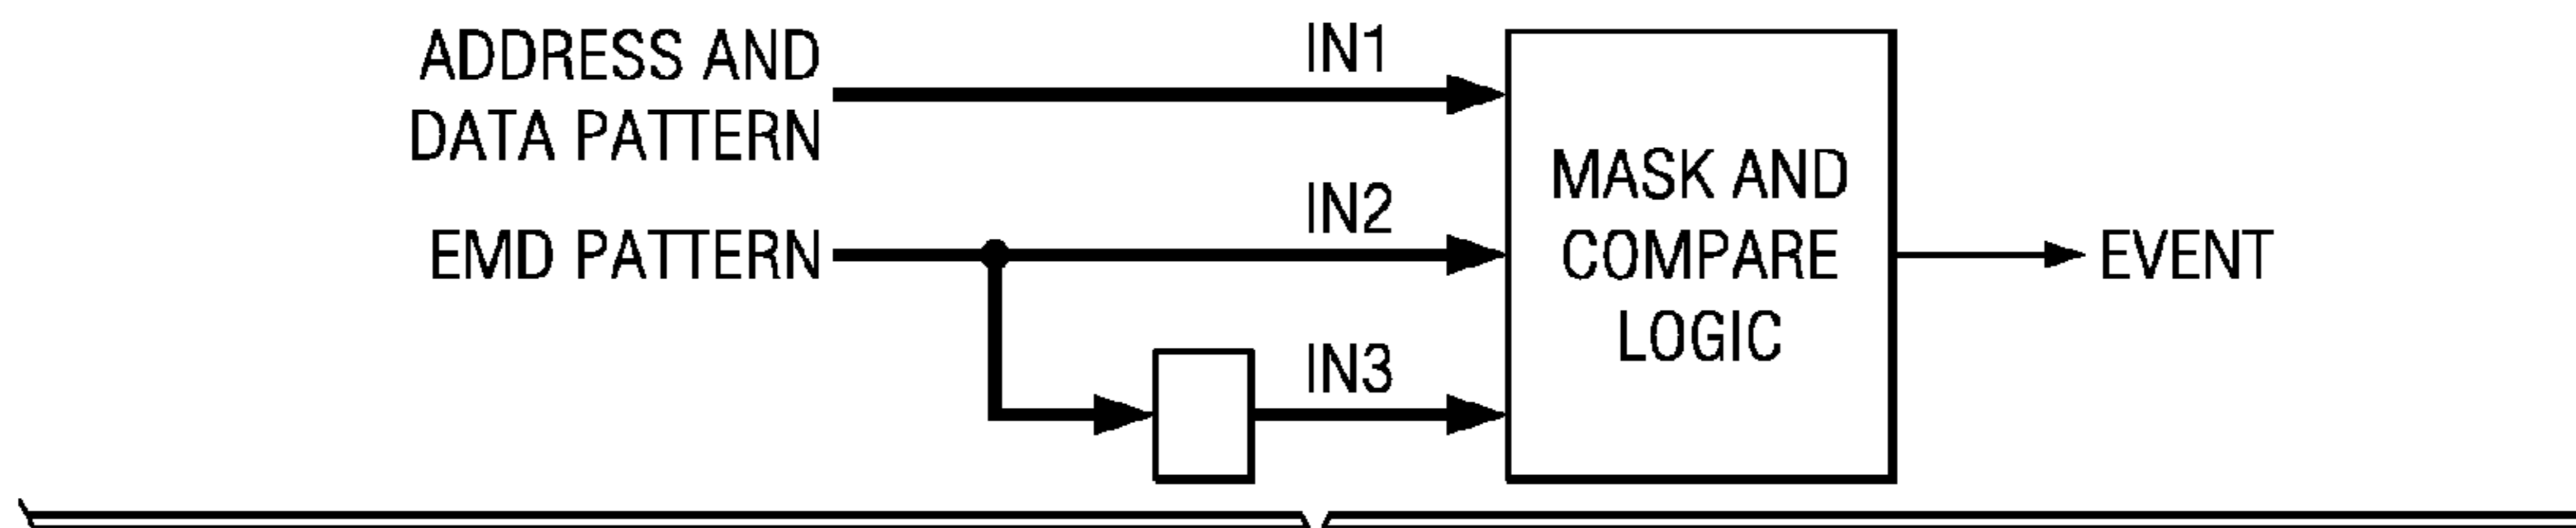 ADDRESS AND
DATA PATTERN
IN1
EMD PATTERN
IN2
IN3
MASK AND
COMPARE
LOGIC
EVENT